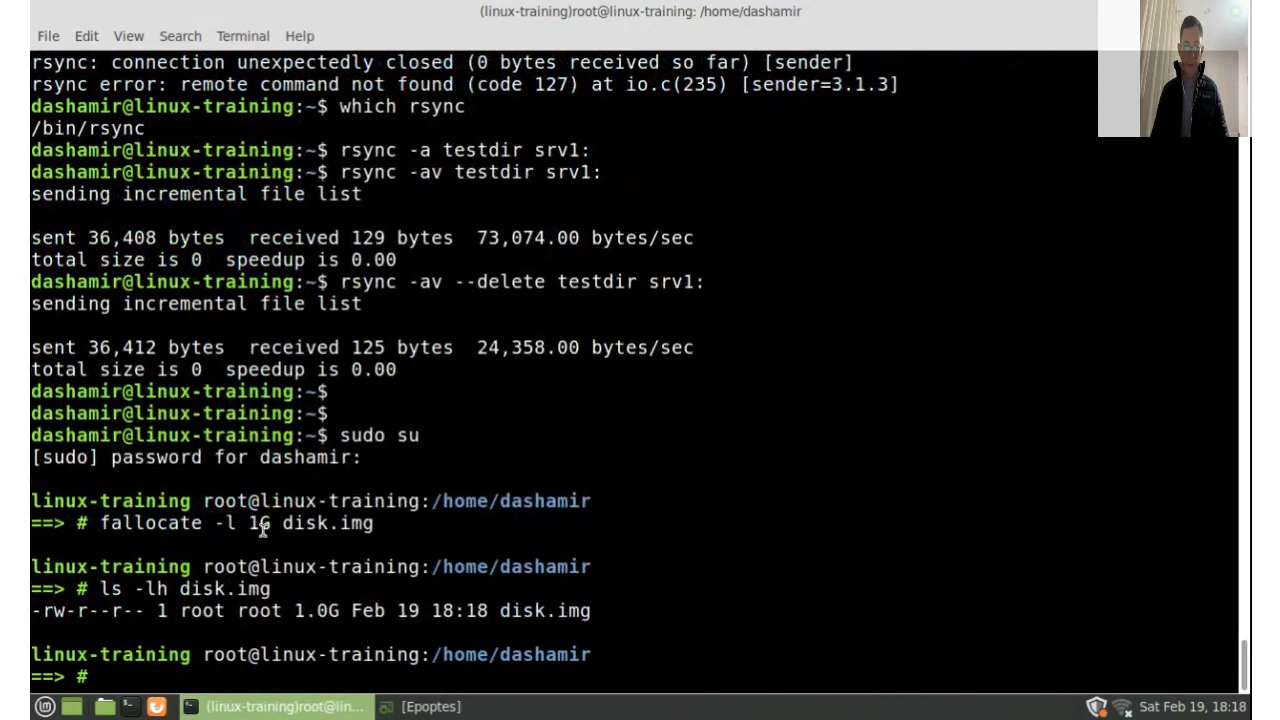 (linux-training)root@linux-training: /home/dashamir
File Edit View Search Terminal Help
rsync: connection unexpectedly closed (0 bytes received so far) [sender]
rsync error: remote command not found (code 127) at io.c(235) [sender=3.1.3]
dashamir@linux-training:~$ which rsync
/bin/rsync
dashamir@linux-training:~$ rsync -a testdir srv1:
dashamir@linux-training:~$ rsync -av testdir srv1:
sending incremental file list
sent 36,408 bytes  received 129 bytes  73,074.00 bytes/sec
total size is 0  speedup is 0.00
dashamir@linux-training:~$ rsync -av --delete testdir srv1:
sending incremental file list
sent 36,412 bytes  received 125 bytes  24,358.00 bytes/sec
total size is 0  speedup is 0.00
dashamir@linux-training:~$
dashamir@linux-training:~$
dashamir@linux-training:~$ sudo su
[sudo] password for dashamir:
linux-training root@linux-training:/home/dashamir
==> # fallocate -l 1G disk.img
linux-training root@linux-training:/home/dashamir
==> # ls -lh disk.img
-rw-r--r-- 1 root root 1.0G Feb 19 18:18 disk.img
linux-training root@linux-training:/home/dashamir
==> #
(linux-training)root@lin... [Epoptes] Sat Feb 19, 18:18